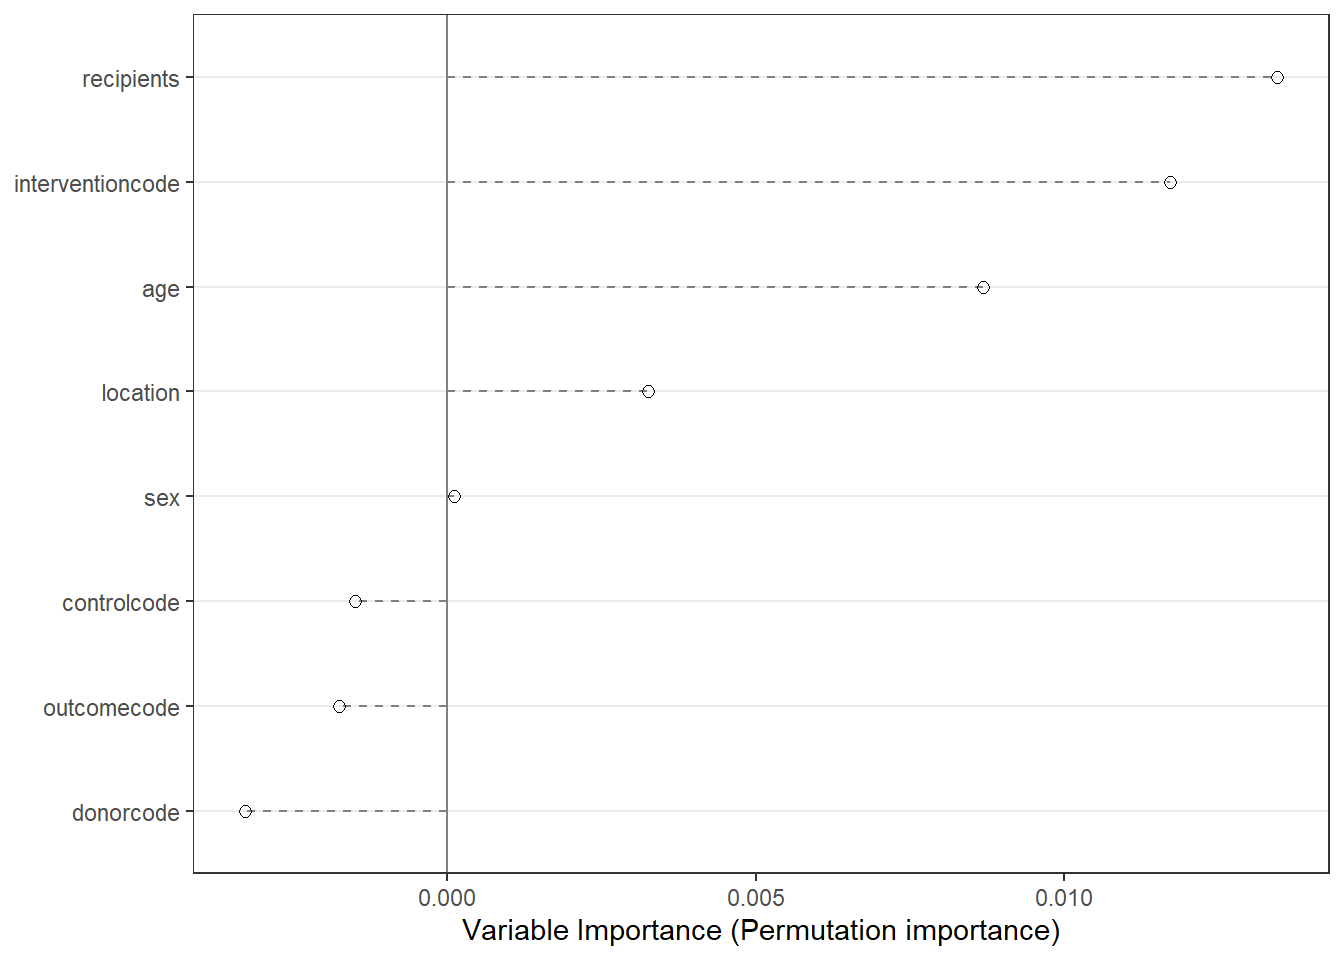 recipients
interventioncode
age
location
sex
controlcode
outcomecode
donorcode
0.000 0.005 0.010
Variable Importance (Permutation importance)